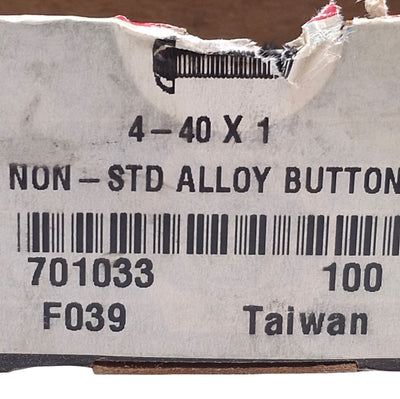 4-40 X 1
NON-STD ALLOY BUTTON
701033 100
F039 Taiwan